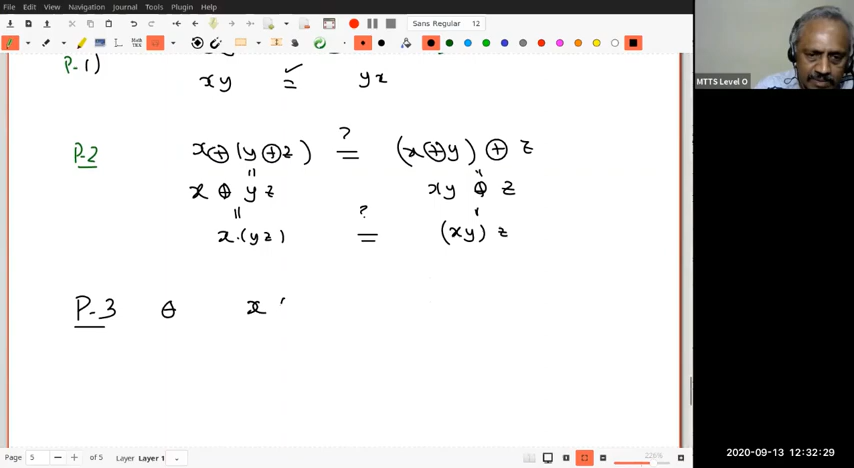 File Edit View Navigation Journal Tools Plugin Help
Sans Regular 12
MTTS Level O
P-1)
xy = yx
P-2 x⊕(y⊕z) ?= (x⊕y)⊕z
x ⊕ yz xy ⊕ z
x·(yz) ?= (xy) z
P-3 θ x
Page 5 of 5 Layer Layer 1
2020-09-13 12:32:29